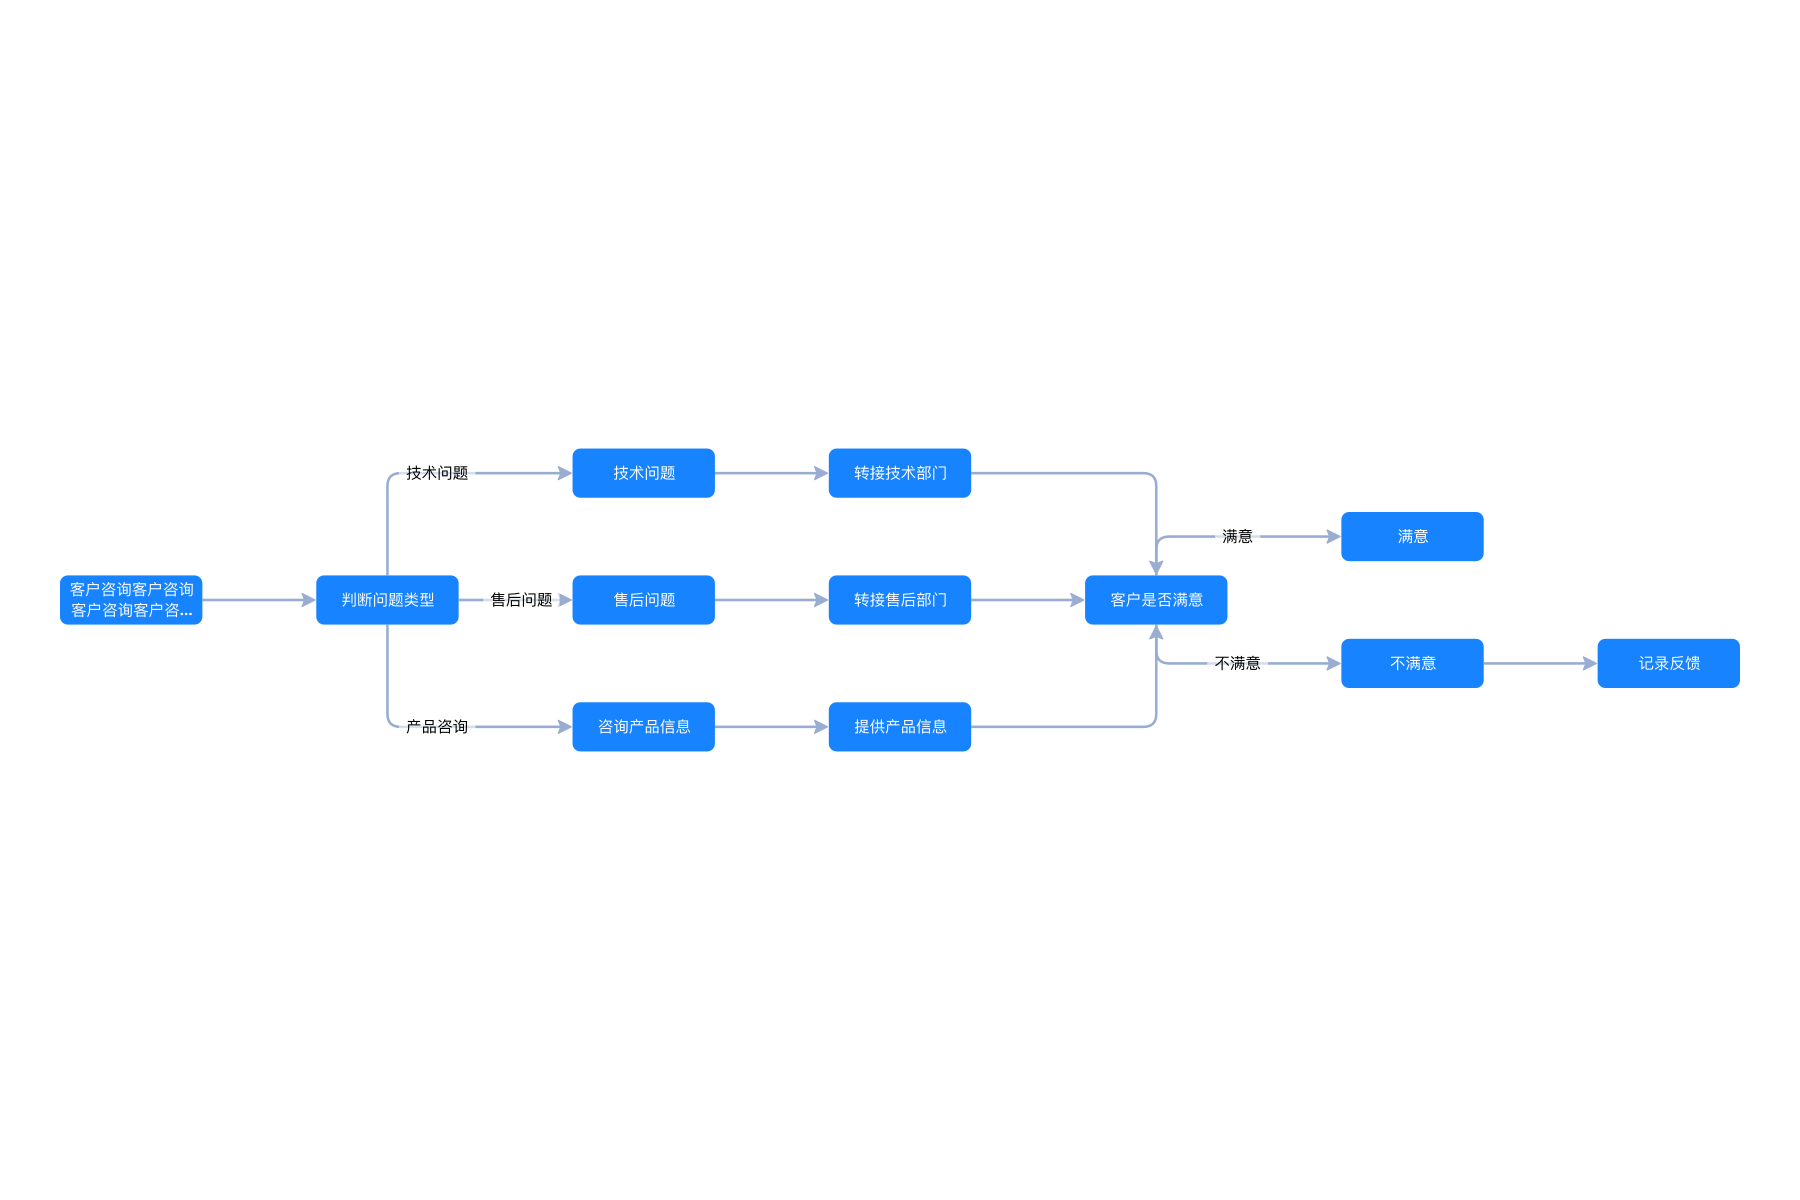 技术问题
技术问题
转接技术部门
满意
满意
客户咨询客户咨询
客户咨询客户咨...
判断问题类型
售后问题
售后问题
转接售后部门
客户是否满意
不满意
不满意
记录反馈
产品咨询
咨询产品信息
提供产品信息